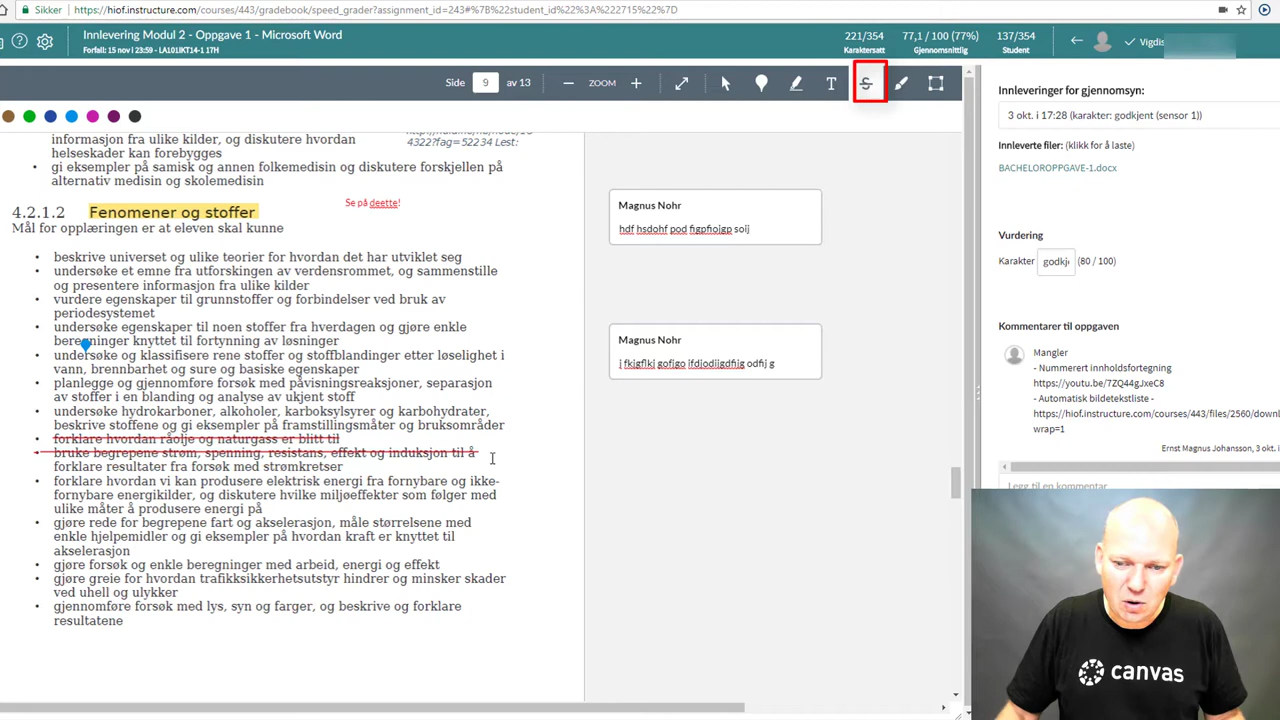 Sikker
https://hiof.instructure.com/courses/443/gradebook/speed_grader?assignment_id=243#%7B%22student_id%22%3A%222715%22%7D
Innlevering Modul 2 - Oppgave 1 - Microsoft Word
Forfall: 15 nov i 23:59 - LA101IKT14-1 17H
221/354
Karaktersatt
77,1 / 100 (77%)
Gjennomsnittlig
137/354
Student
Vigdis
Side 9 av 13
ZOOM
T
S
informasjon fra ulike kilder, og diskutere hvordan
helseskader kan forebygges
4322?fag=52234 Lest:
gi eksempler på samisk og annen folkemedisin og diskutere forskjellen på
alternativ medisin og skolemedisin
Se på deette!
4.2.1.2 Fenomener og stoffer
Mål for opplæringen er at eleven skal kunne
• beskrive universet og ulike teorier for hvordan det har utviklet seg
• undersøke et emne fra utforskingen av verdensrommet, og sammenstille
og presentere informasjon fra ulike kilder
• vurdere egenskaper til grunnstoffer og forbindelser ved bruk av
periodesystemet
• undersøke egenskaper til noen stoffer fra hverdagen og gjøre enkle
beregninger knyttet til fortynning av løsninger
• undersøke og klassifisere rene stoffer og stoffblandinger etter løselighet i
vann, brennbarhet og sure og basiske egenskaper
• planlegge og gjennomføre forsøk med påvisningsreaksjoner, separasjon
av stoffer i en blanding og analyse av ukjent stoff
• undersøke hydrokarboner, alkoholer, karboksylsyrer og karbohydrater,
beskrive stoffene og gi eksempler på framstillingsmåter og bruksområder
• forklare hvordan råolje og naturgass er blitt til
• bruke begrepene strøm, spenning, resistans, effekt og induksjon til å
forklare resultater fra forsøk med strømkretser
• forklare hvordan vi kan produsere elektrisk energi fra fornybare og ikke-
fornybare energikilder, og diskutere hvilke miljøeffekter som følger med
ulike måter å produsere energi på
• gjøre rede for begrepene fart og akselerasjon, måle størrelsene med
enkle hjelpemidler og gi eksempler på hvordan kraft er knyttet til
akselerasjon
• gjøre forsøk og enkle beregninger med arbeid, energi og effekt
• gjøre greie for hvordan trafikksikkerhetsutstyr hindrer og minsker skader
ved uhell og ulykker
• gjennomføre forsøk med lys, syn og farger, og beskrive og forklare
resultatene
Magnus Nohr
hdf hsdohf pod figpfiojgp soij
Magnus Nohr
Innleveringer for gjennomsyn:
3 okt. i 17:28 (karakter: godkjent (sensor 1))
Innleverte filer: (klikk for å laste)
BACHELOROPPGAVE-1.docx
Vurdering
Karakter godkj (80 / 100)
Kommentarer til oppgaven
Mangler
- Nummerert innholdsfortegning
https://youtu.be/7ZQ44gJxeC8
- Automatisk bildetekstliste -
https://hiof.instructure.com/courses/443/files/2560/downl
wrap=1
Ernst Magnus Johansson, 3 okt. i
Legg til en kommentar
canvas